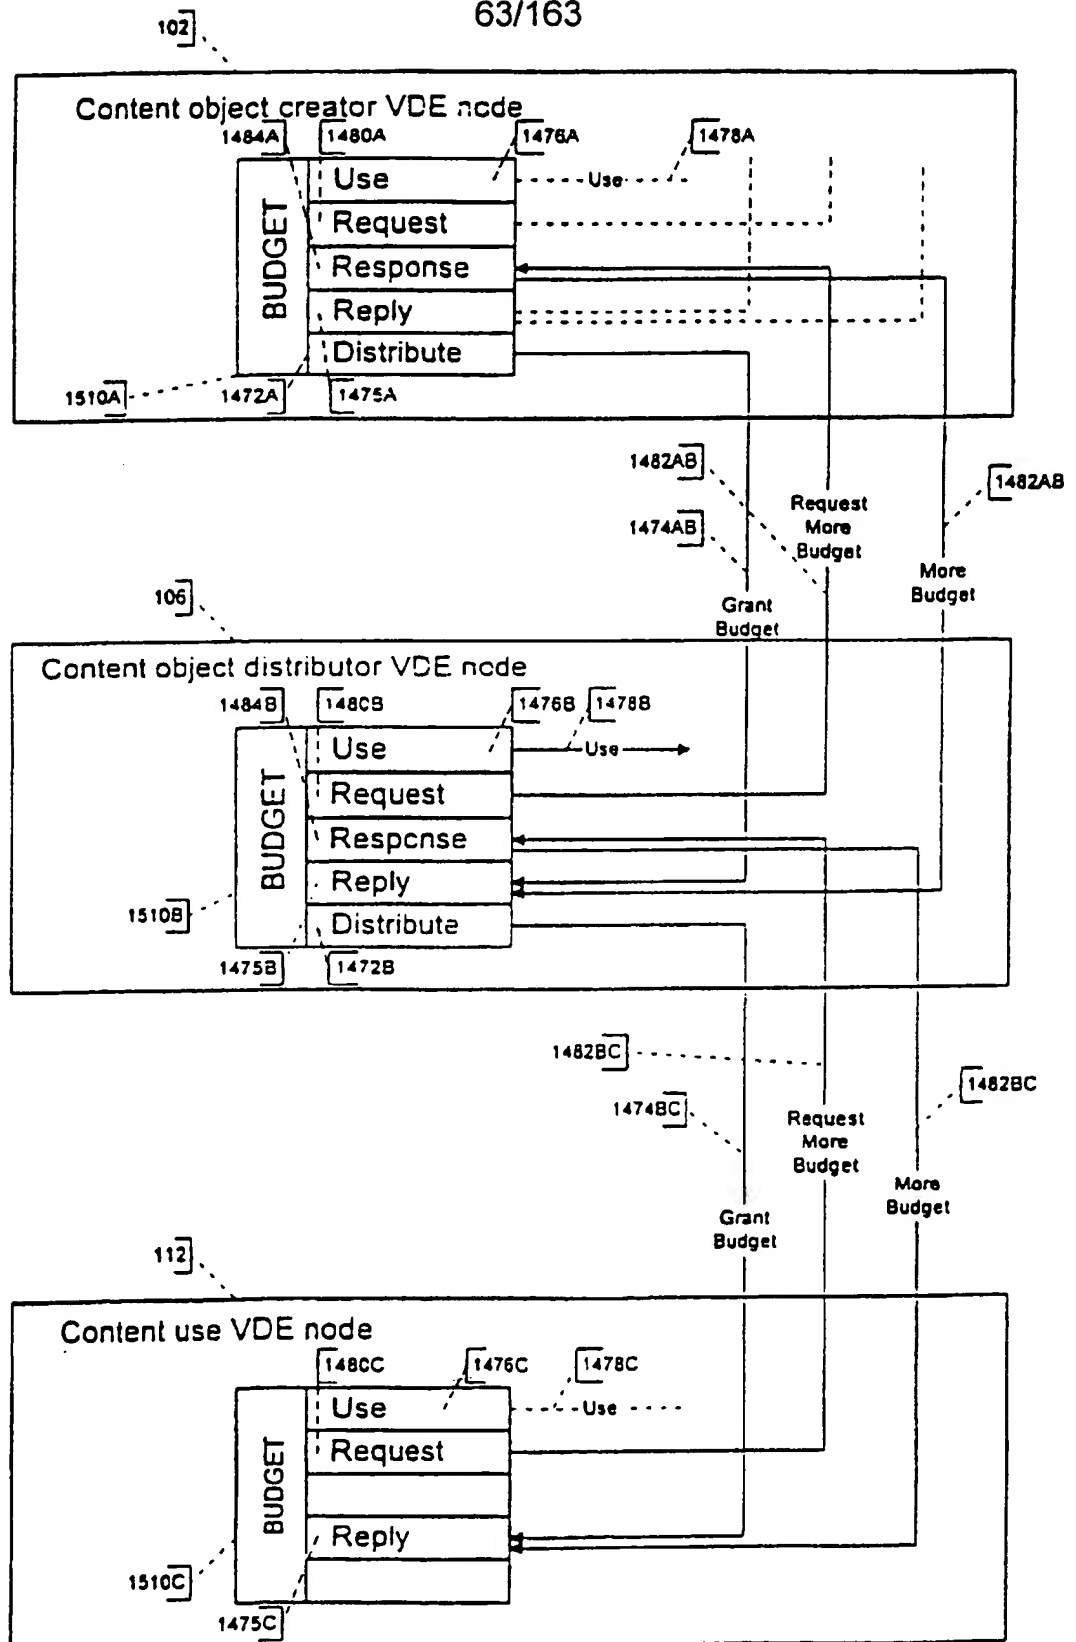 63/163
102
Content object creator VDE node
1484A
1480A
1476A
1478A
BUDGET
Use
Use
Request
Response
Reply
Distribute
1510A
1472A
1475A
1482AB
1482AB
1474AB
Request
More
Budget
More
Budget
Grant
Budget
106
Content object distributor VDE node
1484B
1480B
1476B
1478B
BUDGET
Use
Use
Request
Response
Reply
Distribute
1510B
1475B
1472B
1482BC
1482BC
1474BC
Request
More
Budget
More
Budget
Grant
Budget
112
Content use VDE node
1480C
1476C
1478C
BUDGET
Use
Use
Request
Reply
1510C
1475C